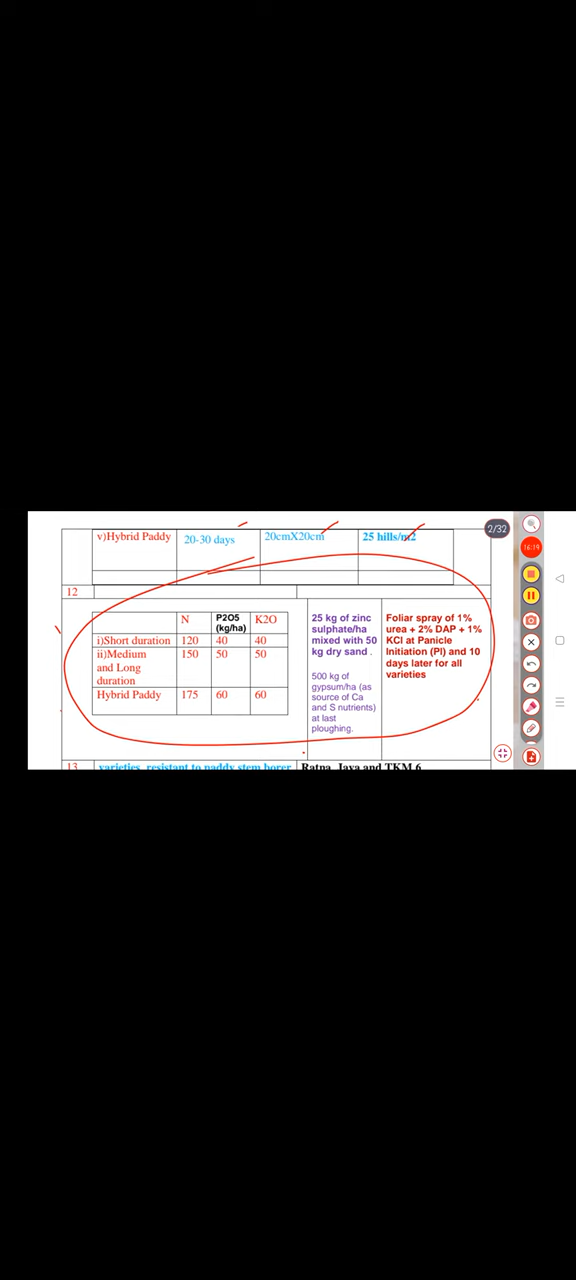 2/32
v)Hybrid Paddy 20-30 days 20cmX20cm 25 hills/m2
16:19
12
N P2O5 (kg/ha) K2O
i)Short duration 120 40 40
ii)Medium and Long duration 150 50 50
Hybrid Paddy 175 60 60
25 kg of zinc
sulphate/ha
mixed with 50
kg dry sand .
500 kg of
gypsum/ha (as
source of Ca
and S nutrients)
at last
ploughing.
Foliar spray of 1%
urea + 2% DAP + 1%
KCl at Panicle
Initiation (PI) and 10
days later for all
varieties
13 varieties resistant to paddy stem borer Ratna, Jaya and TKM 6